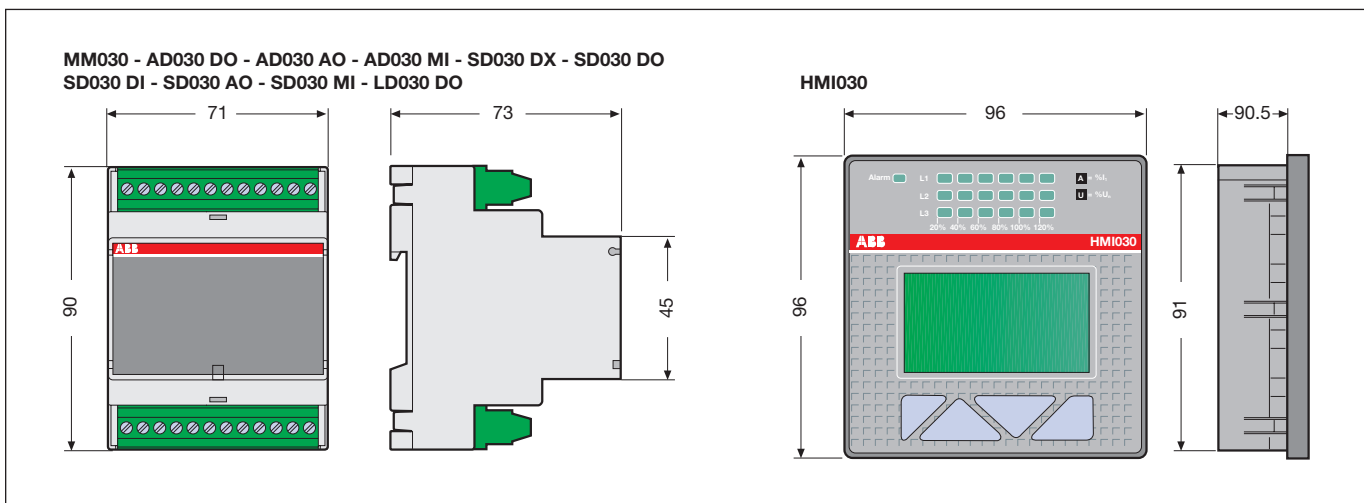 MM030 - AD030 DO - AD030 AO - AD030 MI - SD030 DX - SD030 DO
SD030 DI - SD030 AO - SD030 MI - LD030 DO
71
73
90
45
ABB
HMI030
96
90.5
96
91
Alarm
L1
L2
L3
A = %Iₙ
U = %Uₙ
20% 40% 60% 80% 100% 120%
ABB
HMI030